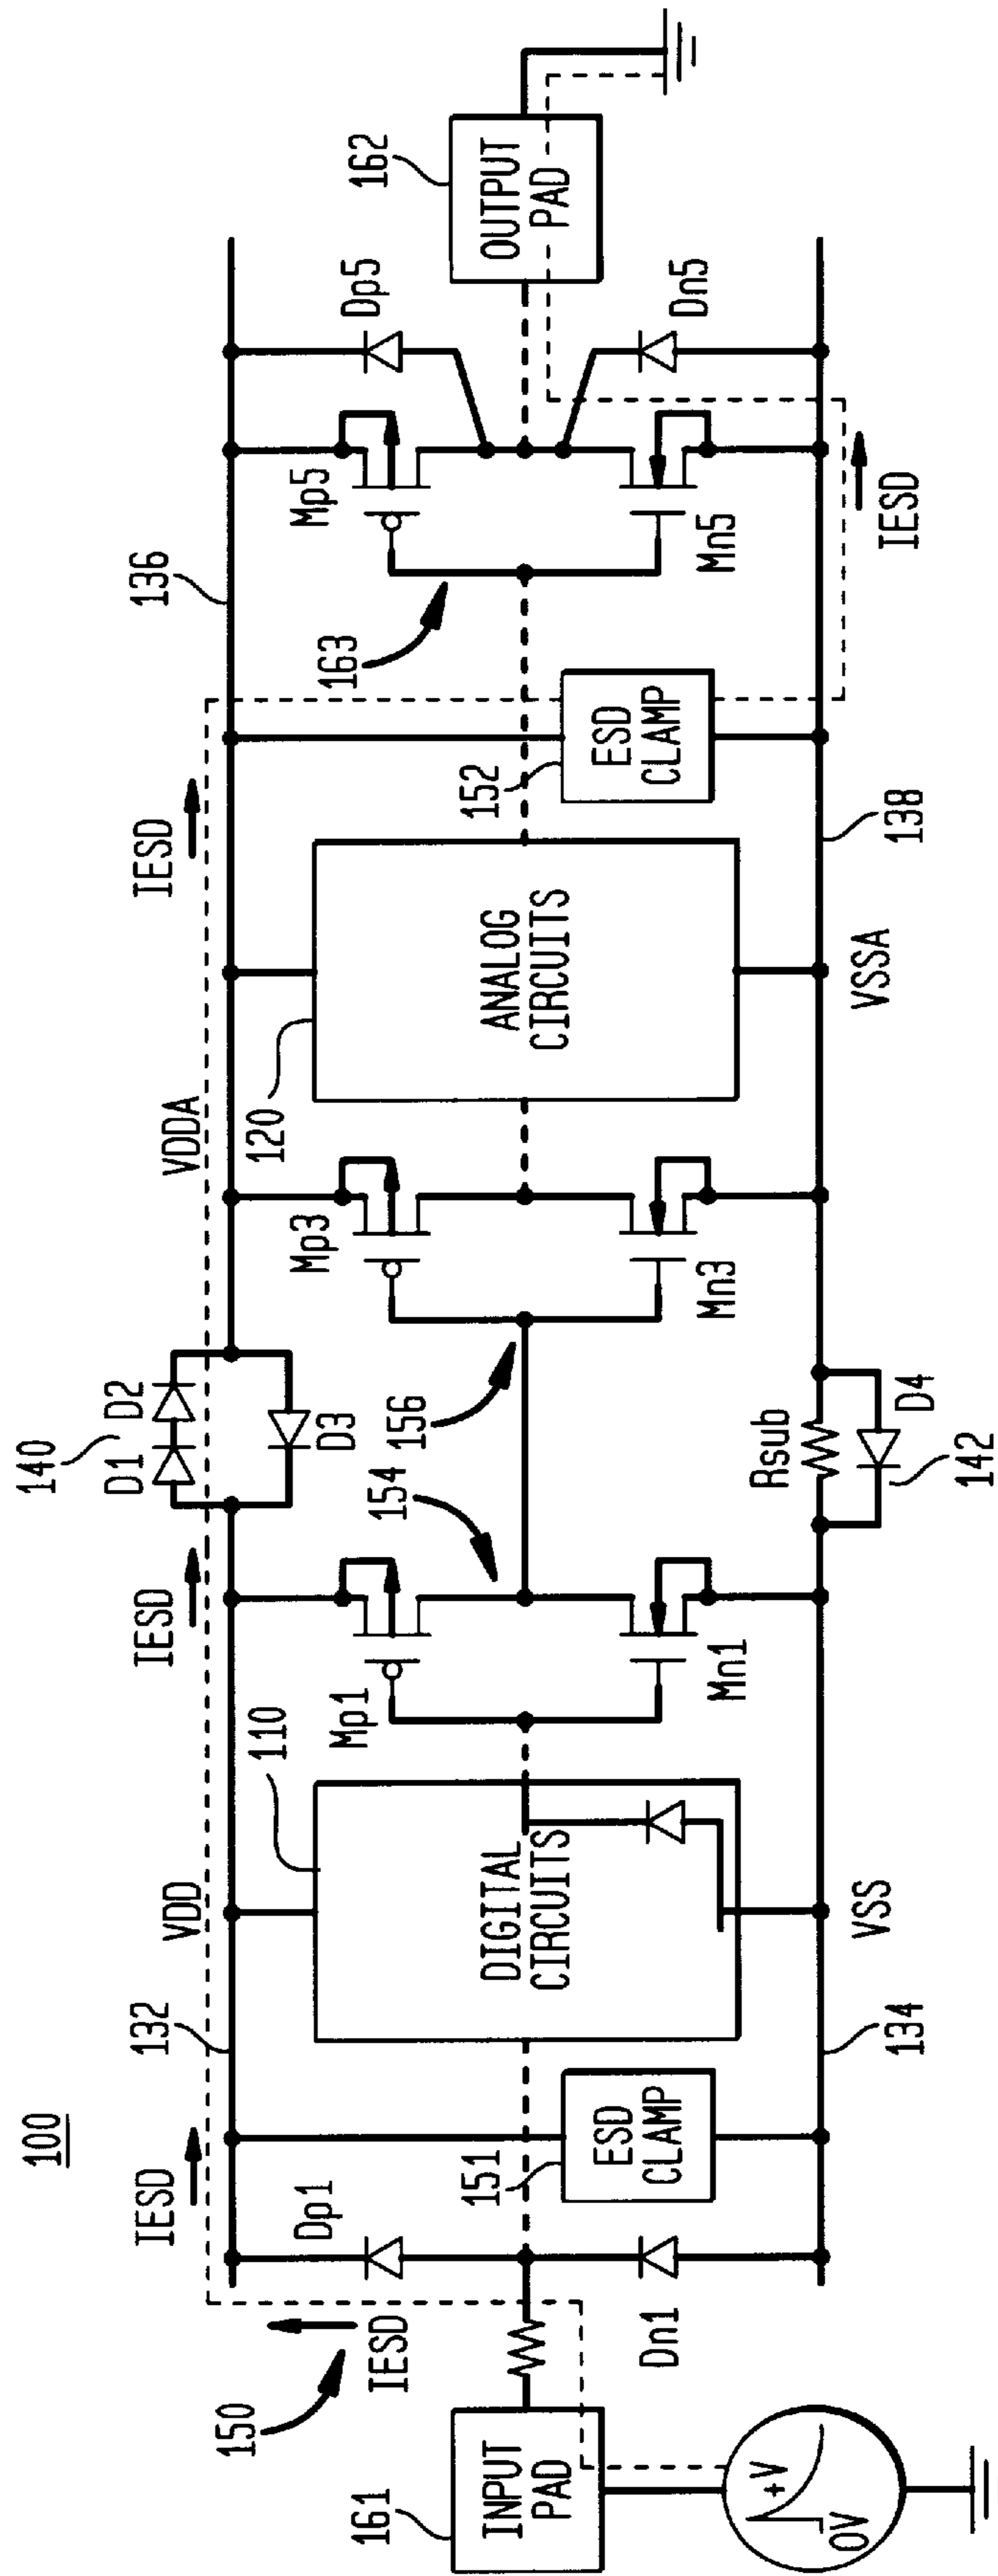 100
140
D1 D2
136
162
132
VDD
IESD
IESD
VDDA
IESD
D3
150
IESD
Dp1
110
Mp1
154
156
Mp3
120
163
Mp5
Dp5
161
INPUT
PAD
151
ESD
CLAMP
DIGITAL
CIRCUITS
ANALOG
CIRCUITS
152
ESD
CLAMP
OUTPUT
PAD
+V
0V
Dn1
Mn1
Mn3
Mn5
Dn5
Rsub
D4
142
134
VSS
VSSA
138
IESD